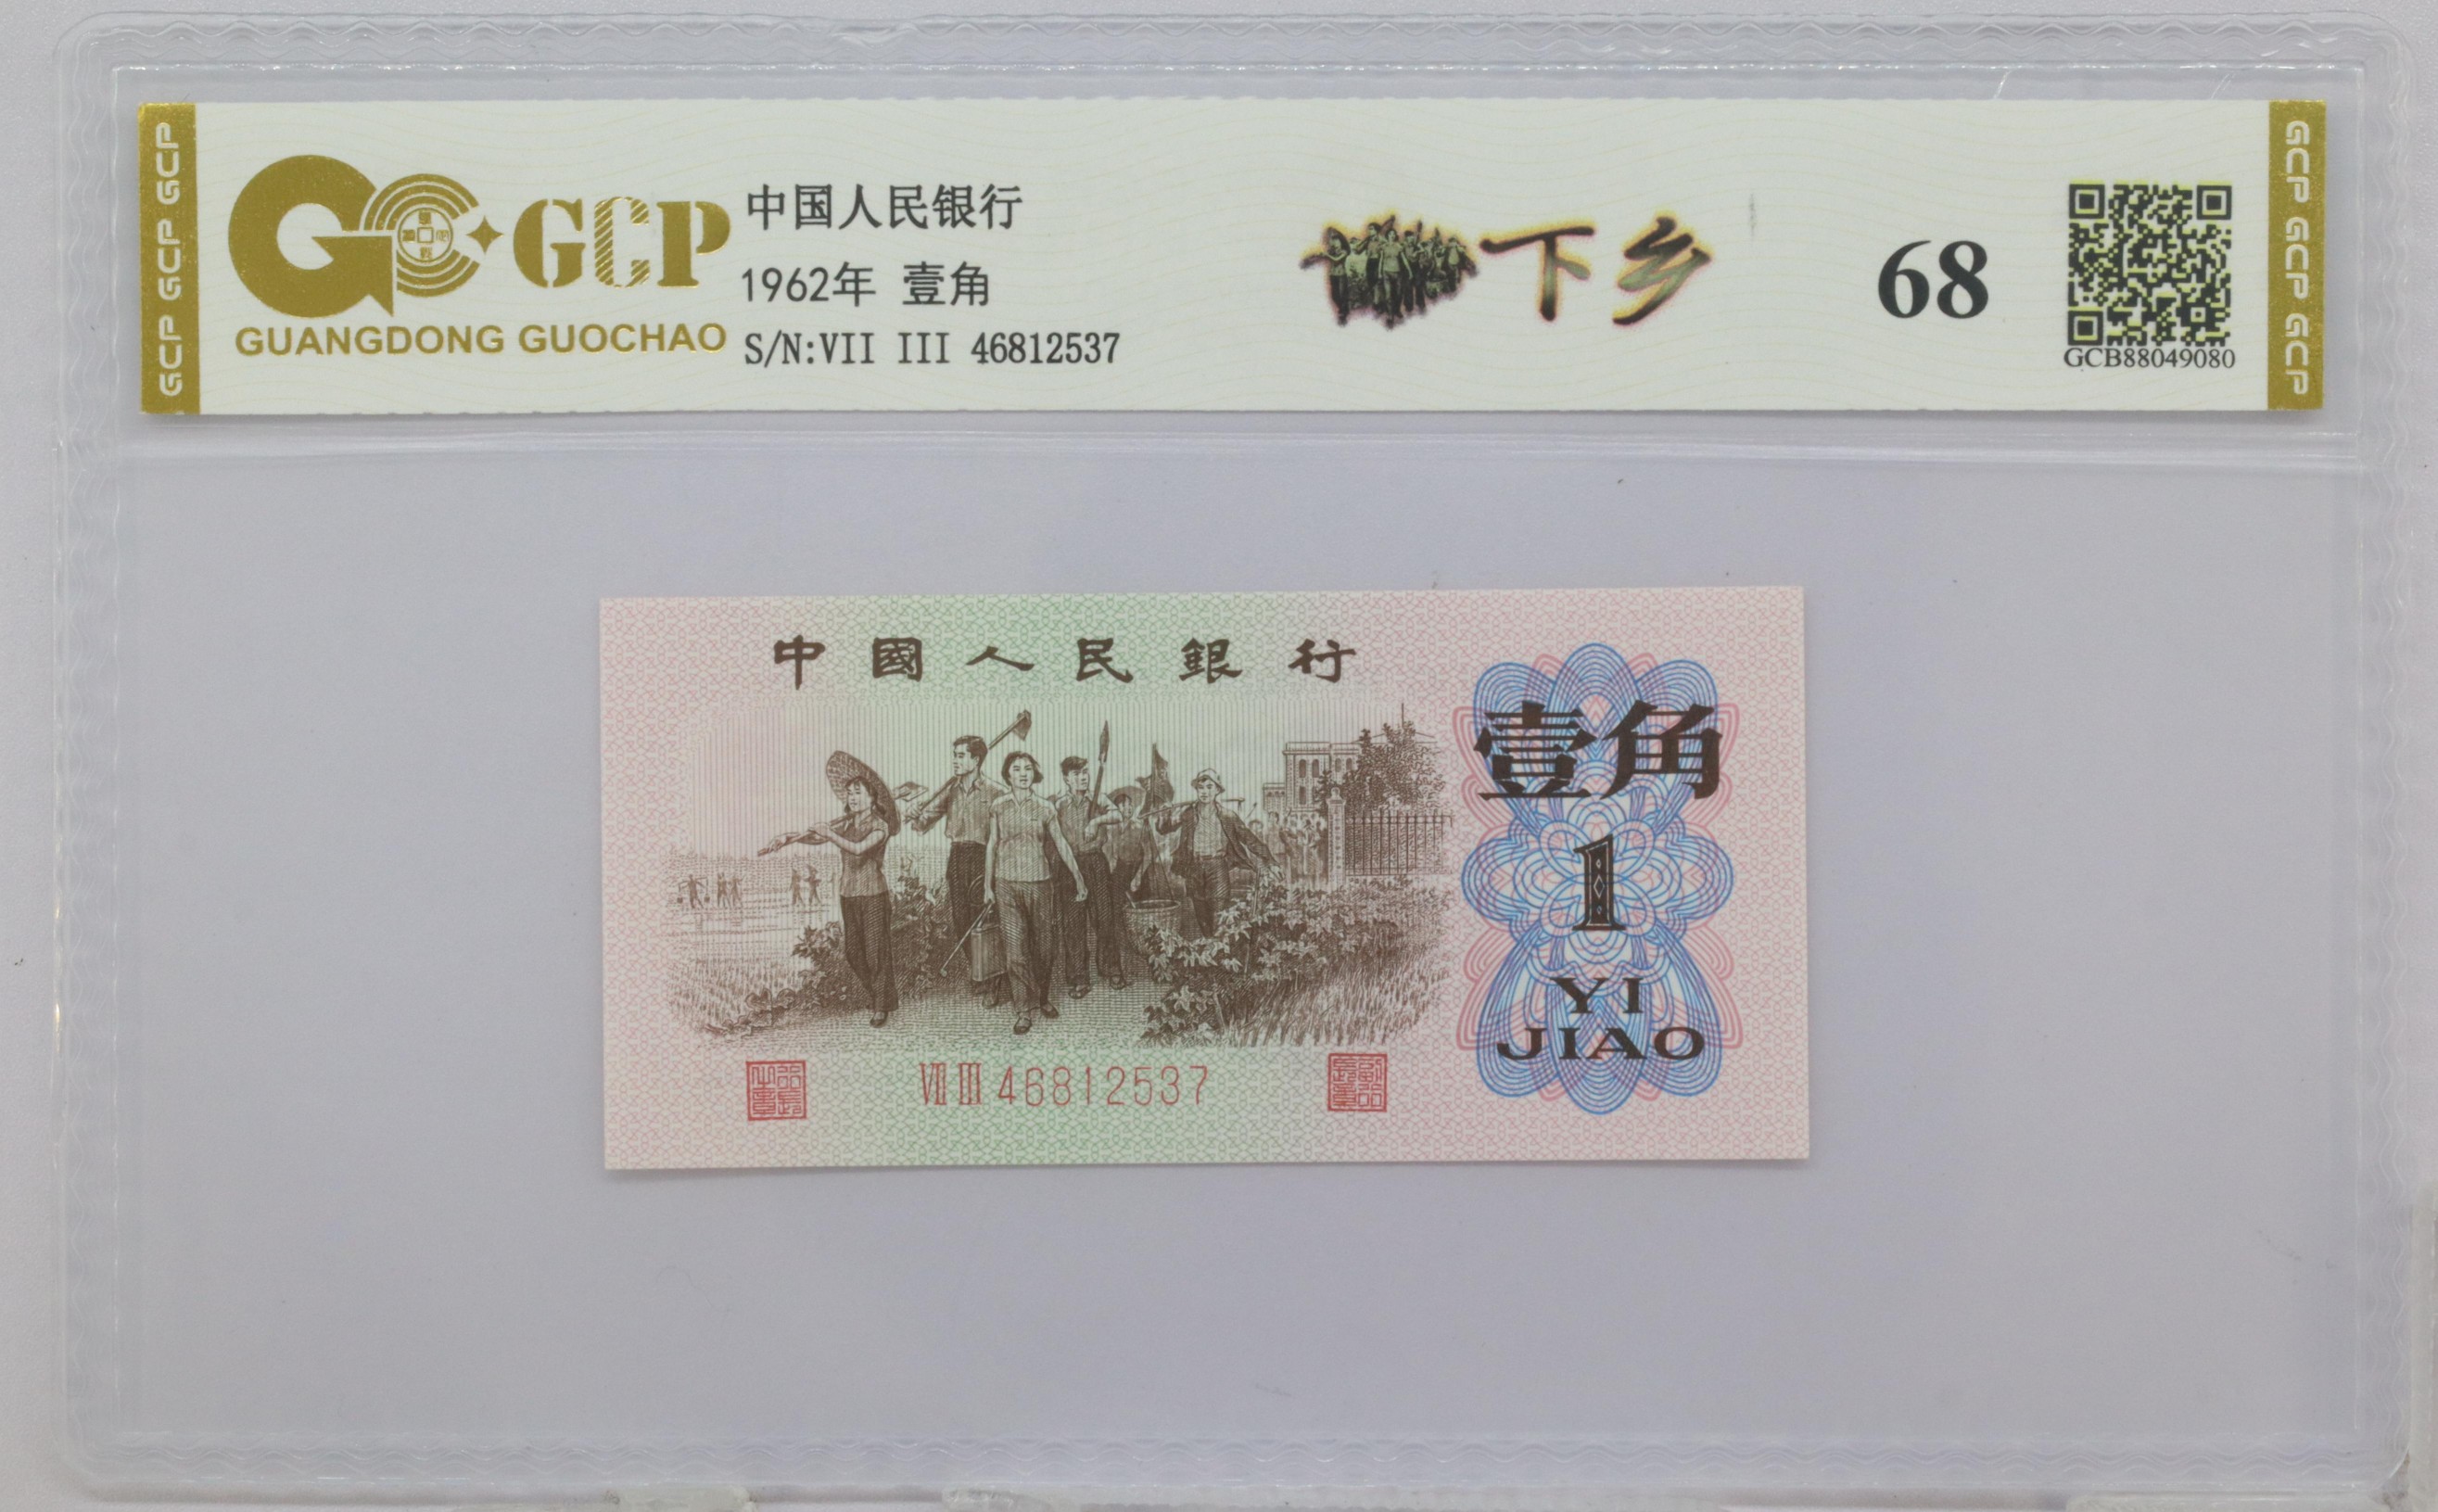 GCP GCP GCP
GCP
GUANGDONG GUOCHAO
中国人民银行
1962年 壹角
S/N:VII III 46812537
下乡
68
GCB88049080
GCP GCP GCP
中國人民銀行
壹角
1
YI
JIAO
VII III 46812537